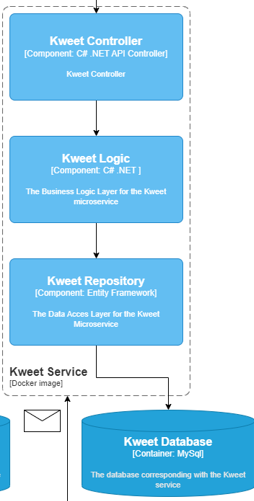 Kweet Controller
[Component: C# .NET API Controller]
Kweet Controller
Kweet Logic
[Component: C# .NET ]
The Business Logic Layer for the Kweet
microservice
Kweet Repository
[Component: Entity Framework]
The Data Acces Layer for the Kweet
Microservice
Kweet Service
[Docker image]
Kweet Database
[Container: MySql]
The database corresponding with the Kweet
service